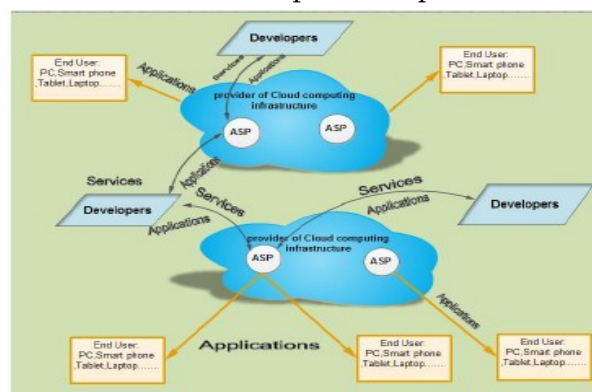 Developers
End User:
PC,Smart phone
,Tablet,Laptop.......
Applications
Services
Applications
End User:
PC,Smart phone
,Tablet,Laptop.......
provider of Cloud computing
infrastructure
ASP
ASP
Services
Applications
Developers
Services
Applications
Services
Applications
Developers
provider of Cloud computing
infrastructure
ASP
ASP
Applications
Applications
End User:
PC,Smart phone
,Tablet,Laptop.......
End User:
PC,Smart phone
,Tablet,Laptop.......
End User:
PC,Smart phone
,Tablet,Laptop.......